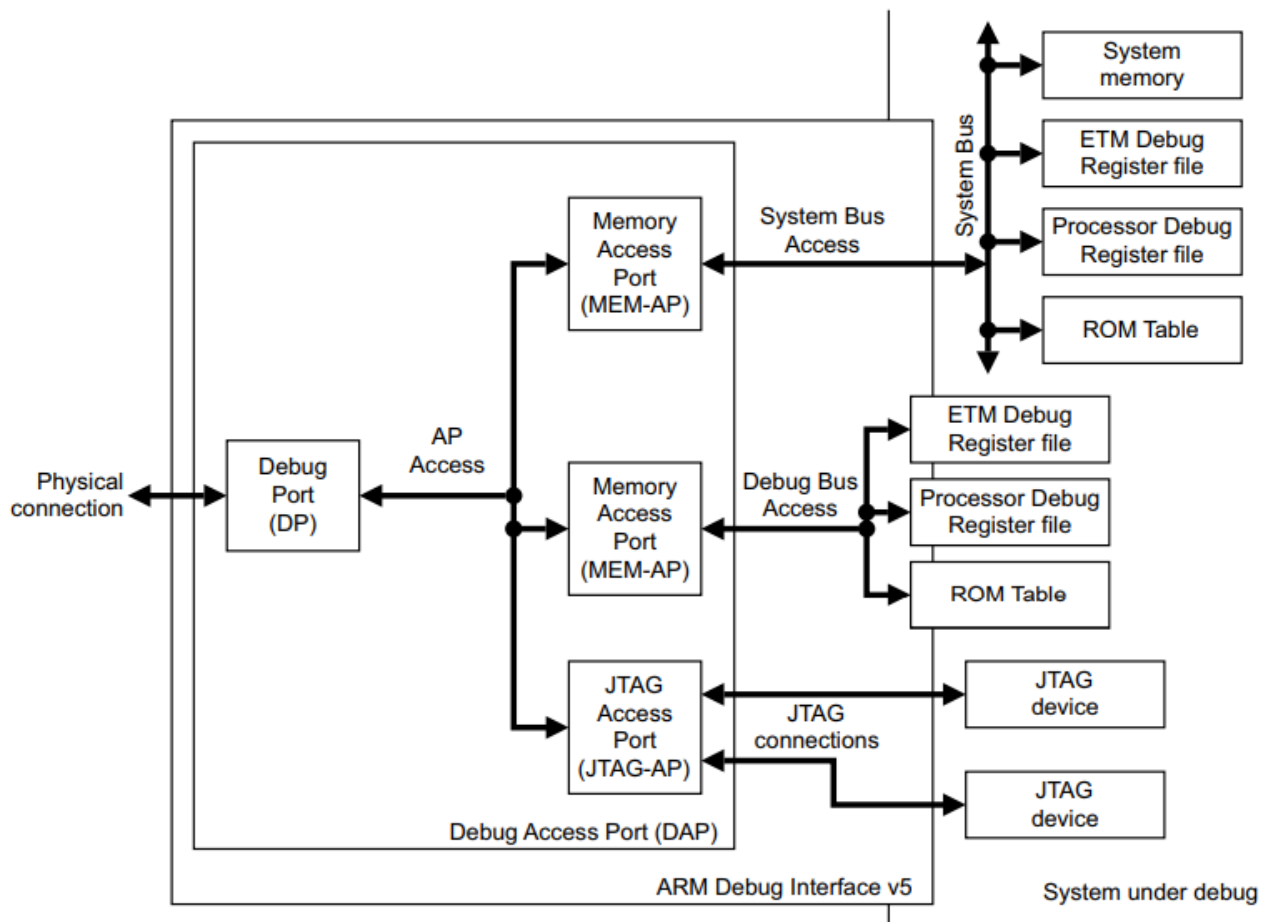 System
memory
ETM Debug
Register file
Processor Debug
Register file
ROM Table
System Bus
Memory
Access
Port
(MEM-AP)
System Bus
Access
AP
Access
Physical
connection
Debug
Port
(DP)
Memory
Access
Port
(MEM-AP)
Debug Bus
Access
ETM Debug
Register file
Processor Debug
Register file
ROM Table
JTAG
Access
Port
(JTAG-AP)
JTAG
connections
JTAG
device
JTAG
device
Debug Access Port (DAP)
ARM Debug Interface v5
System under debug